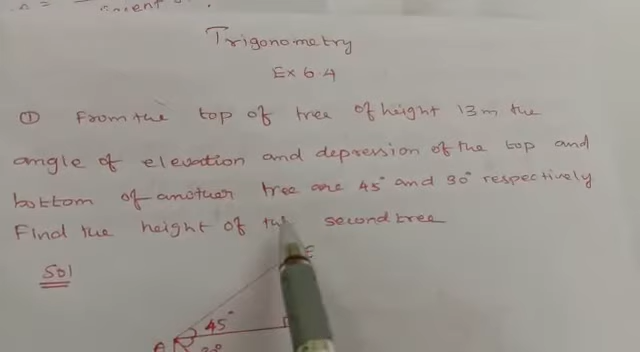 Trigonometry
Ex 6.4
① From the top of tree of height 13m the
angle of elevation and depression of the top and
bottom of another tree are 45° and 30° respectively
Find the height of the second tree
Sol
E
45°
A 30°